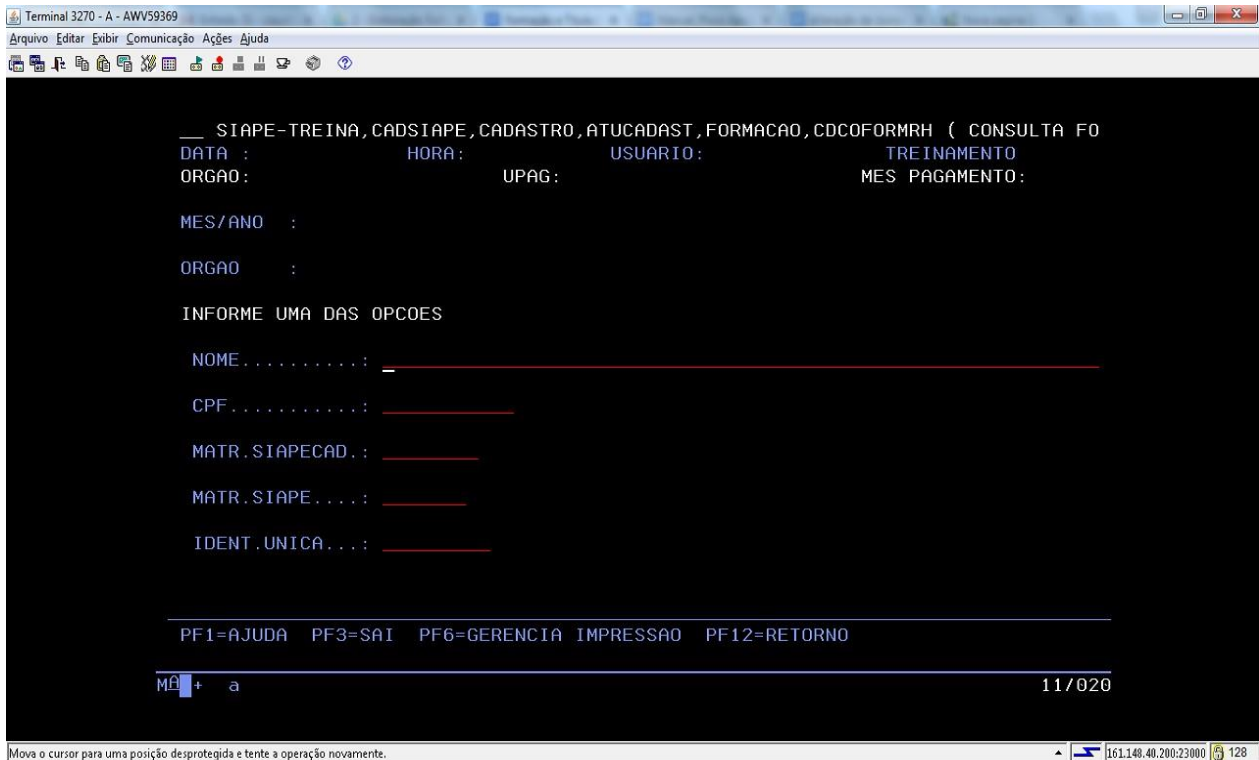 Terminal 3270 - A - AWV59369
Arquivo Editar Exibir Comunicação Ações Ajuda
__ SIAPE-TREINA,CADSIAPE,CADASTRO,ATUCADAST,FORMACAO,CDCOFORMRH ( CONSULTA FO
DATA : HORA: USUARIO: TREINAMENTO
ORGAO: UPAG: MES PAGAMENTO:
MES/ANO :
ORGAO :
INFORME UMA DAS OPCOES
NOME..........:
CPF...........:
MATR.SIAPECAD.:
MATR.SIAPE....:
IDENT.UNICA...:
PF1=AJUDA PF3=SAI PF6=GERENCIA IMPRESSAO PF12=RETORNO
MA + a 11/020
Mova o cursor para uma posição desprotegida e tente a operação novamente. 161.148.40.200:23000 128